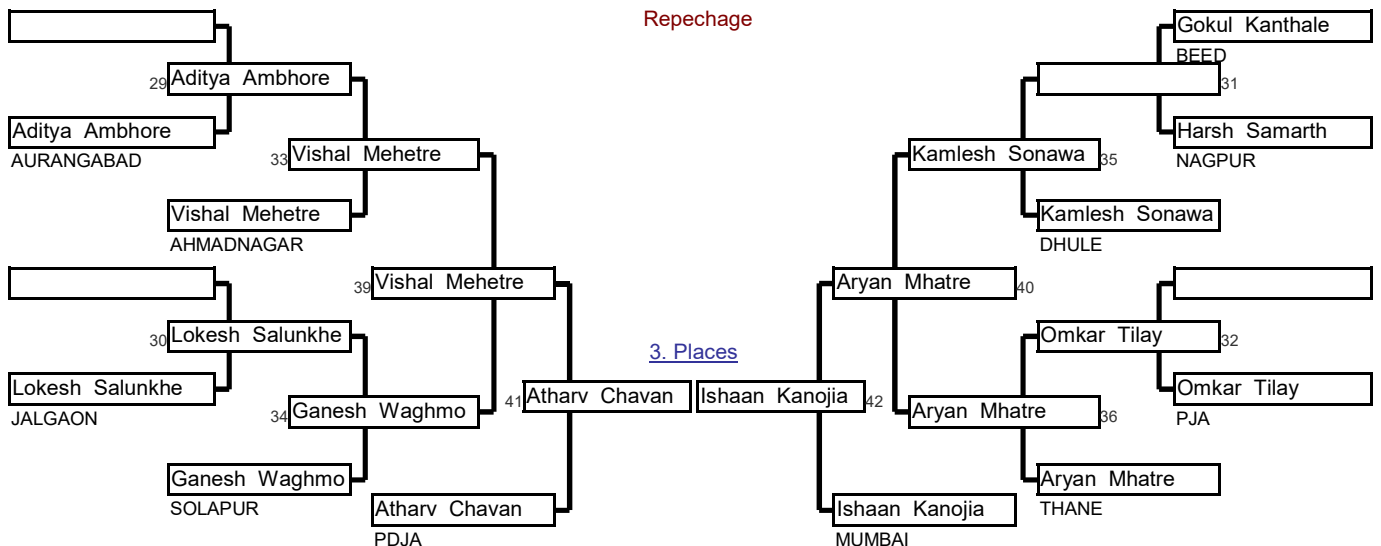 Repechage
Gokul Kanthale
BEED
29 Aditya Ambhore
31
Aditya Ambhore
AURANGABAD
Harsh Samarth
NAGPUR
33 Vishal Mehetre
Kamlesh Sonawa 35
Vishal Mehetre
AHMADNAGAR
Kamlesh Sonawa
DHULE
39 Vishal Mehetre
Aryan Mhatre 40
30 Lokesh Salunkhe
Omkar Tilay 32
3. Places
Lokesh Salunkhe
JALGAON
41 Atharv Chavan
Ishaan Kanojia 42
Omkar Tilay
PJA
34 Ganesh Waghmo
Aryan Mhatre 36
Ganesh Waghmo
SOLAPUR
Aryan Mhatre
THANE
Atharv Chavan
PDJA
Ishaan Kanojia
MUMBAI